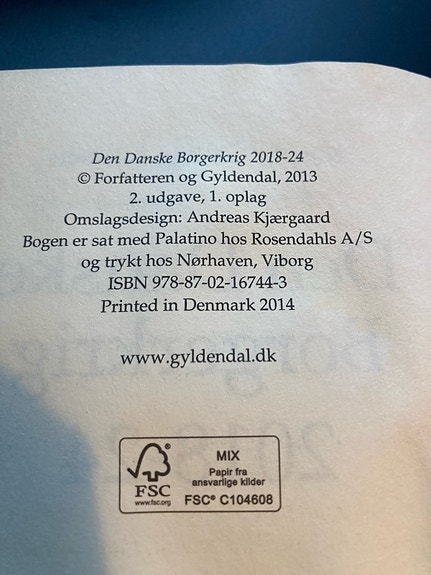 Den Danske Borgerkrig 2018-24
© Forfatteren og Gyldendal, 2013
2. udgave, 1. oplag
Omslagsdesign: Andreas Kjærgaard
Bogen er sat med Palatino hos Rosendahls A/S
og trykt hos Nørhaven, Viborg
ISBN 978-87-02-16744-3
Printed in Denmark 2014
www.gyldendal.dk
FSC
www.fsc.org
MIX
Papir fra
ansvarlige kilder
FSC® C104608